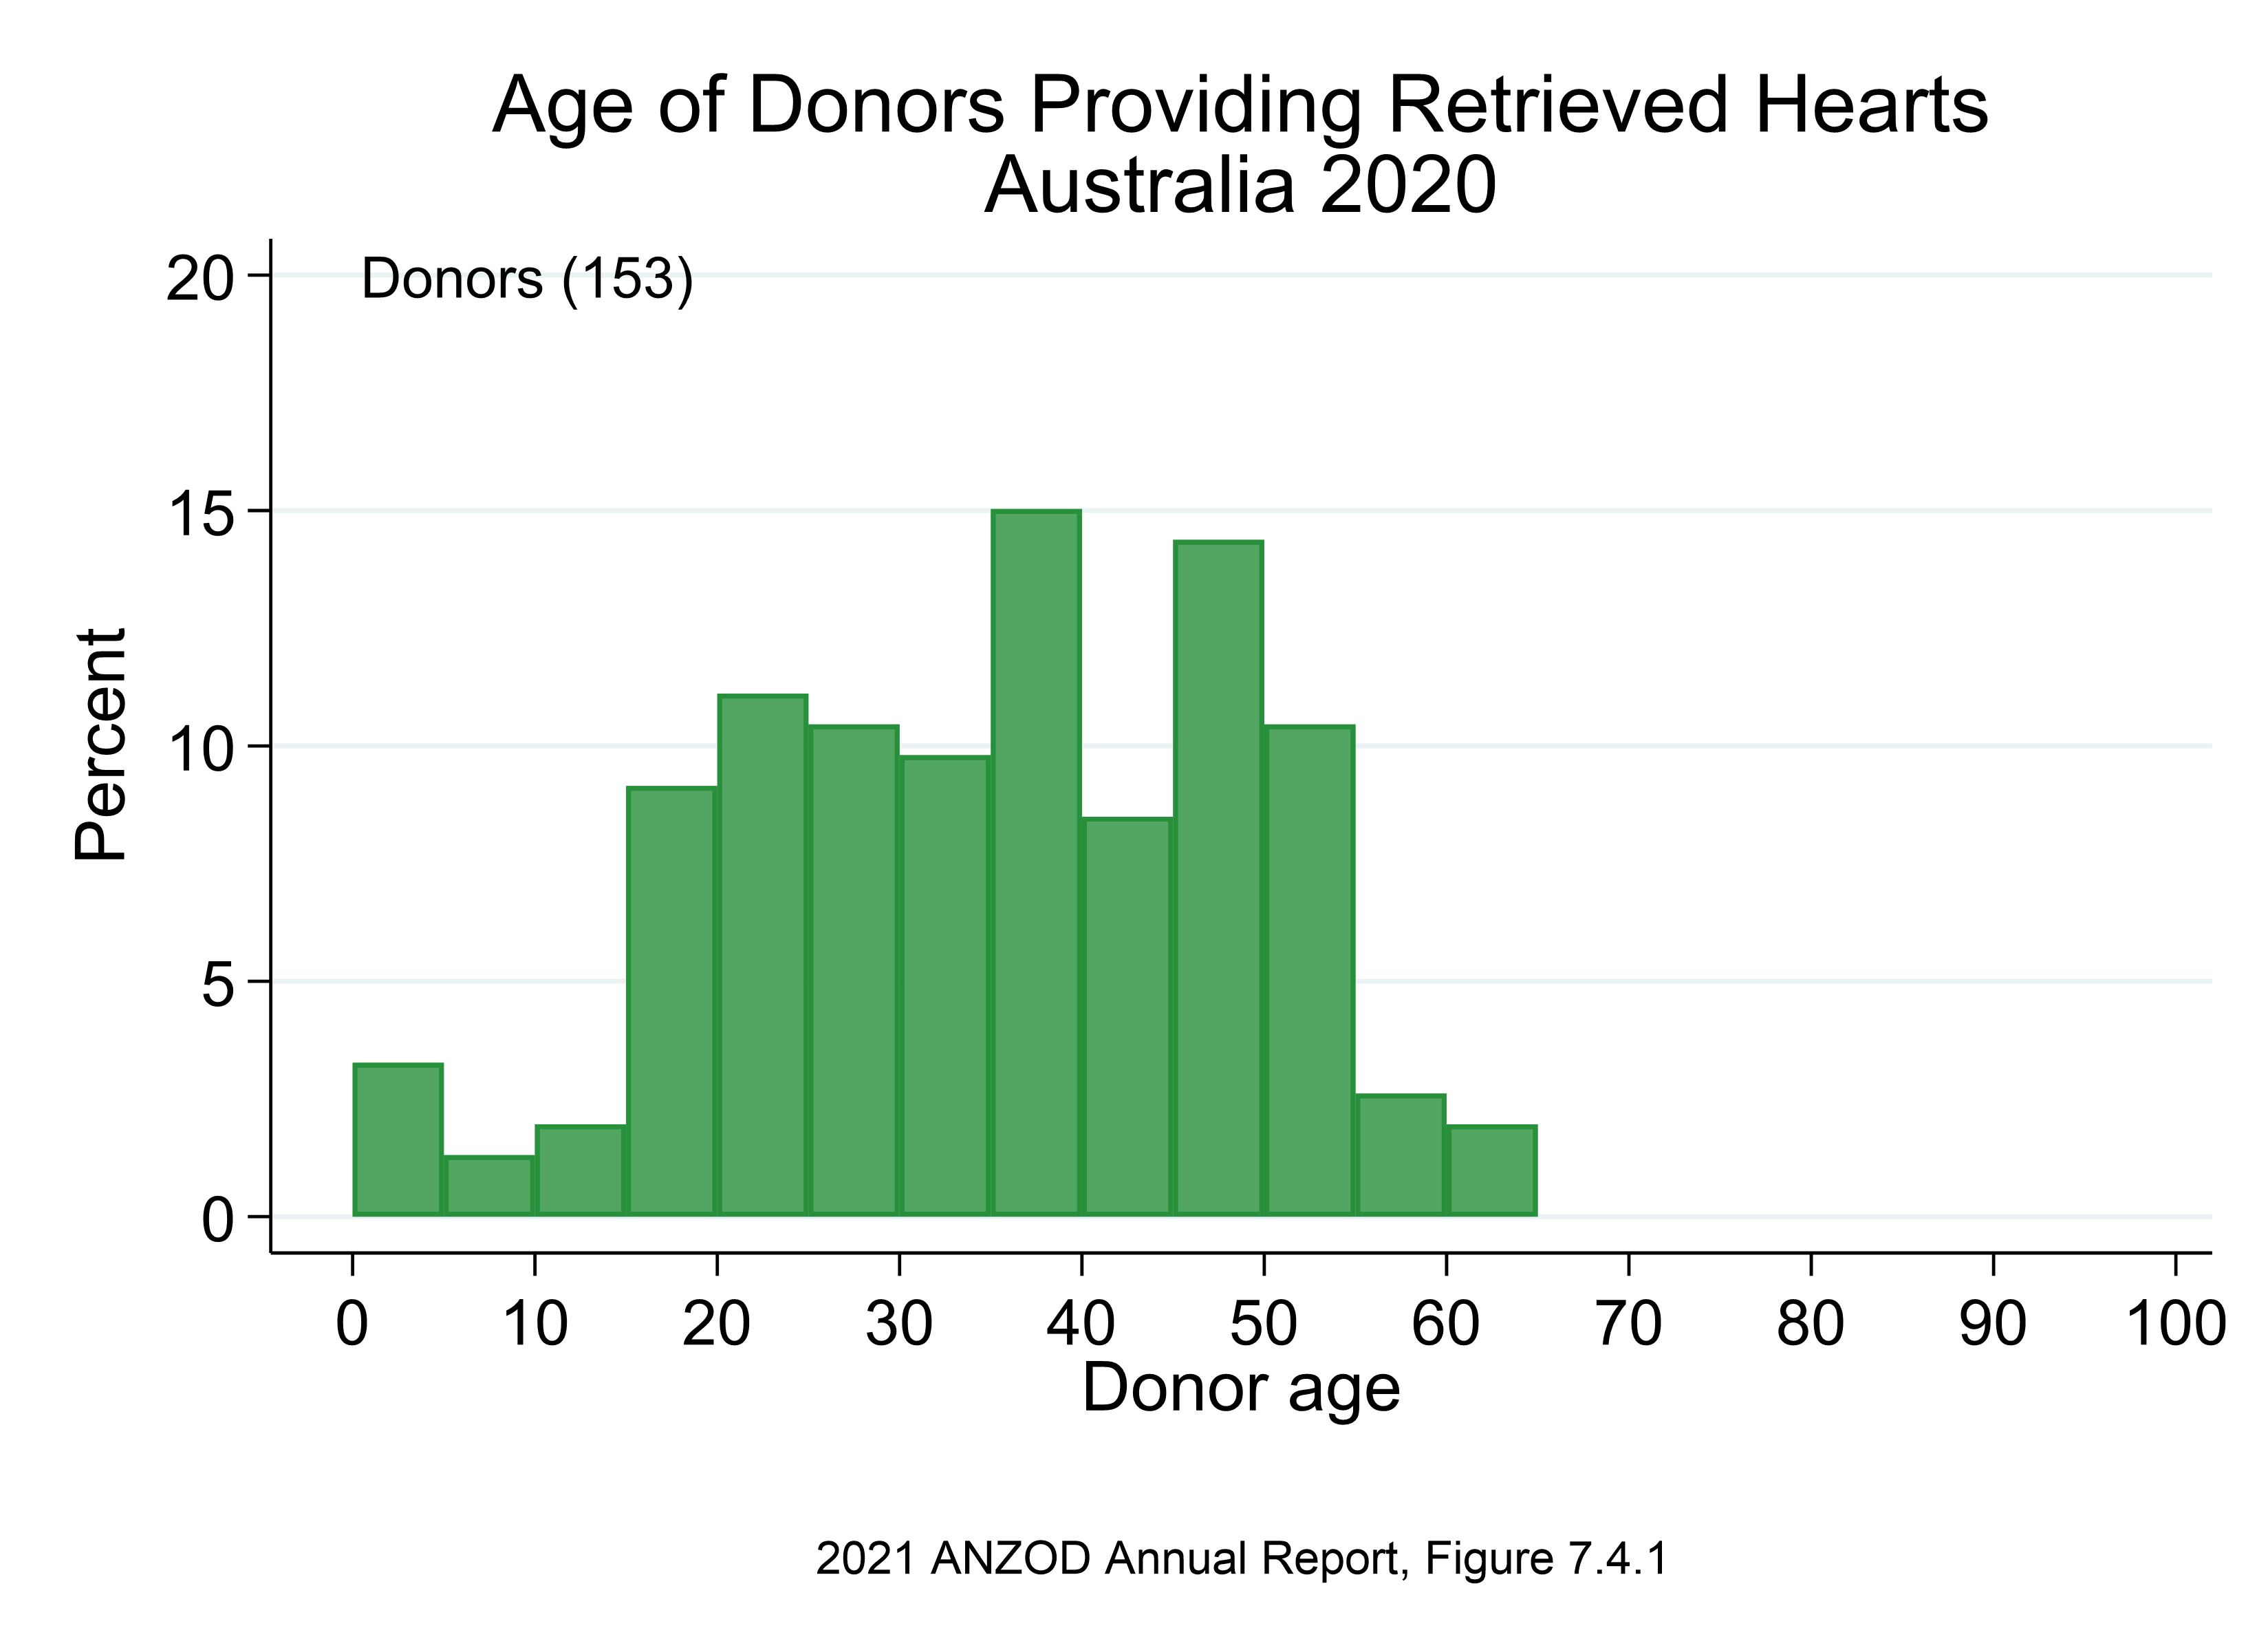 Age of Donors Providing Retrieved Hearts
Australia 2020
Donors (153)
Percent
20
15
10
5
0
0 10 20 30 40 50 60 70 80 90 100
Donor age
2021 ANZOD Annual Report, Figure 7.4.1